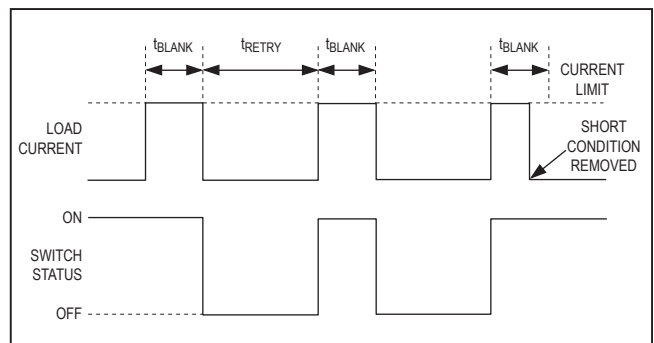 tBLANK
tRETRY
tBLANK
tBLANK
CURRENT
LIMIT
LOAD
CURRENT
SHORT
CONDITION
REMOVED
ON
SWITCH
STATUS
OFF